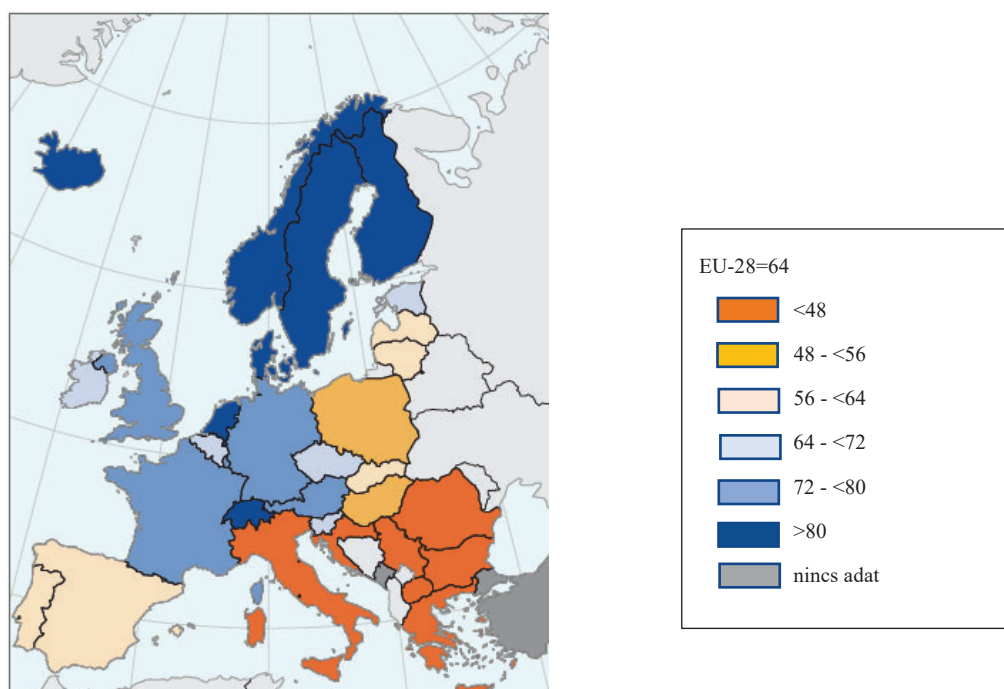 EU-28=64
<48
48 - <56
56 - <64
64 - <72
72 - <80
>80
nincs adat